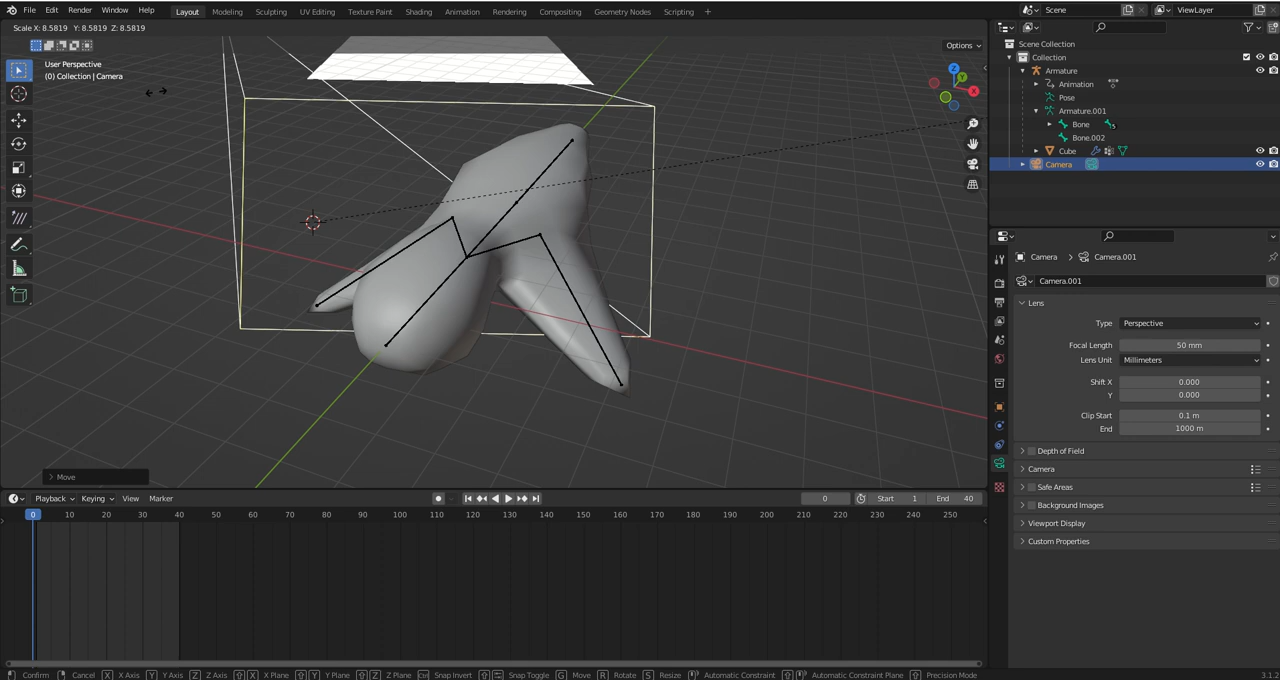 File Edit Render Window Help Layout Modeling Sculpting UV Editing Texture Paint Shading Animation Rendering Compositing Geometry Nodes Scripting + Scene ViewLayer
Scale X: 8.5819 Y: 8.5819 Z: 8.5819
Options
User Perspective
(0) Collection | Camera
Z
Y
X
Move
Scene Collection
Collection
Armature
Animation
Pose
Armature.001
Bone 5
Bone.002
Cube
Camera
Camera > Camera.001
Camera.001
Lens
Type Perspective
Focal Length 50 mm
Lens Unit Millimeters
Shift X 0.000
Y 0.000
Clip Start 0.1 m
End 1000 m
Depth of Field
Camera
Safe Areas
Background Images
Viewport Display
Custom Properties
Playback Keying View Marker 0 Start 1 End 40
0 10 20 30 40 50 60 70 80 90 100 110 120 130 140 150 160 170 180 190 200 210 220 230 240 250
Confirm Cancel X X Axis Y Y Axis Z Z Axis X X Plane Y Y Plane Z Z Plane Ctrl Snap Invert Snap Toggle G Move R Rotate S Resize Automatic Constraint Automatic Constraint Plane Precision Mode 3.1.2